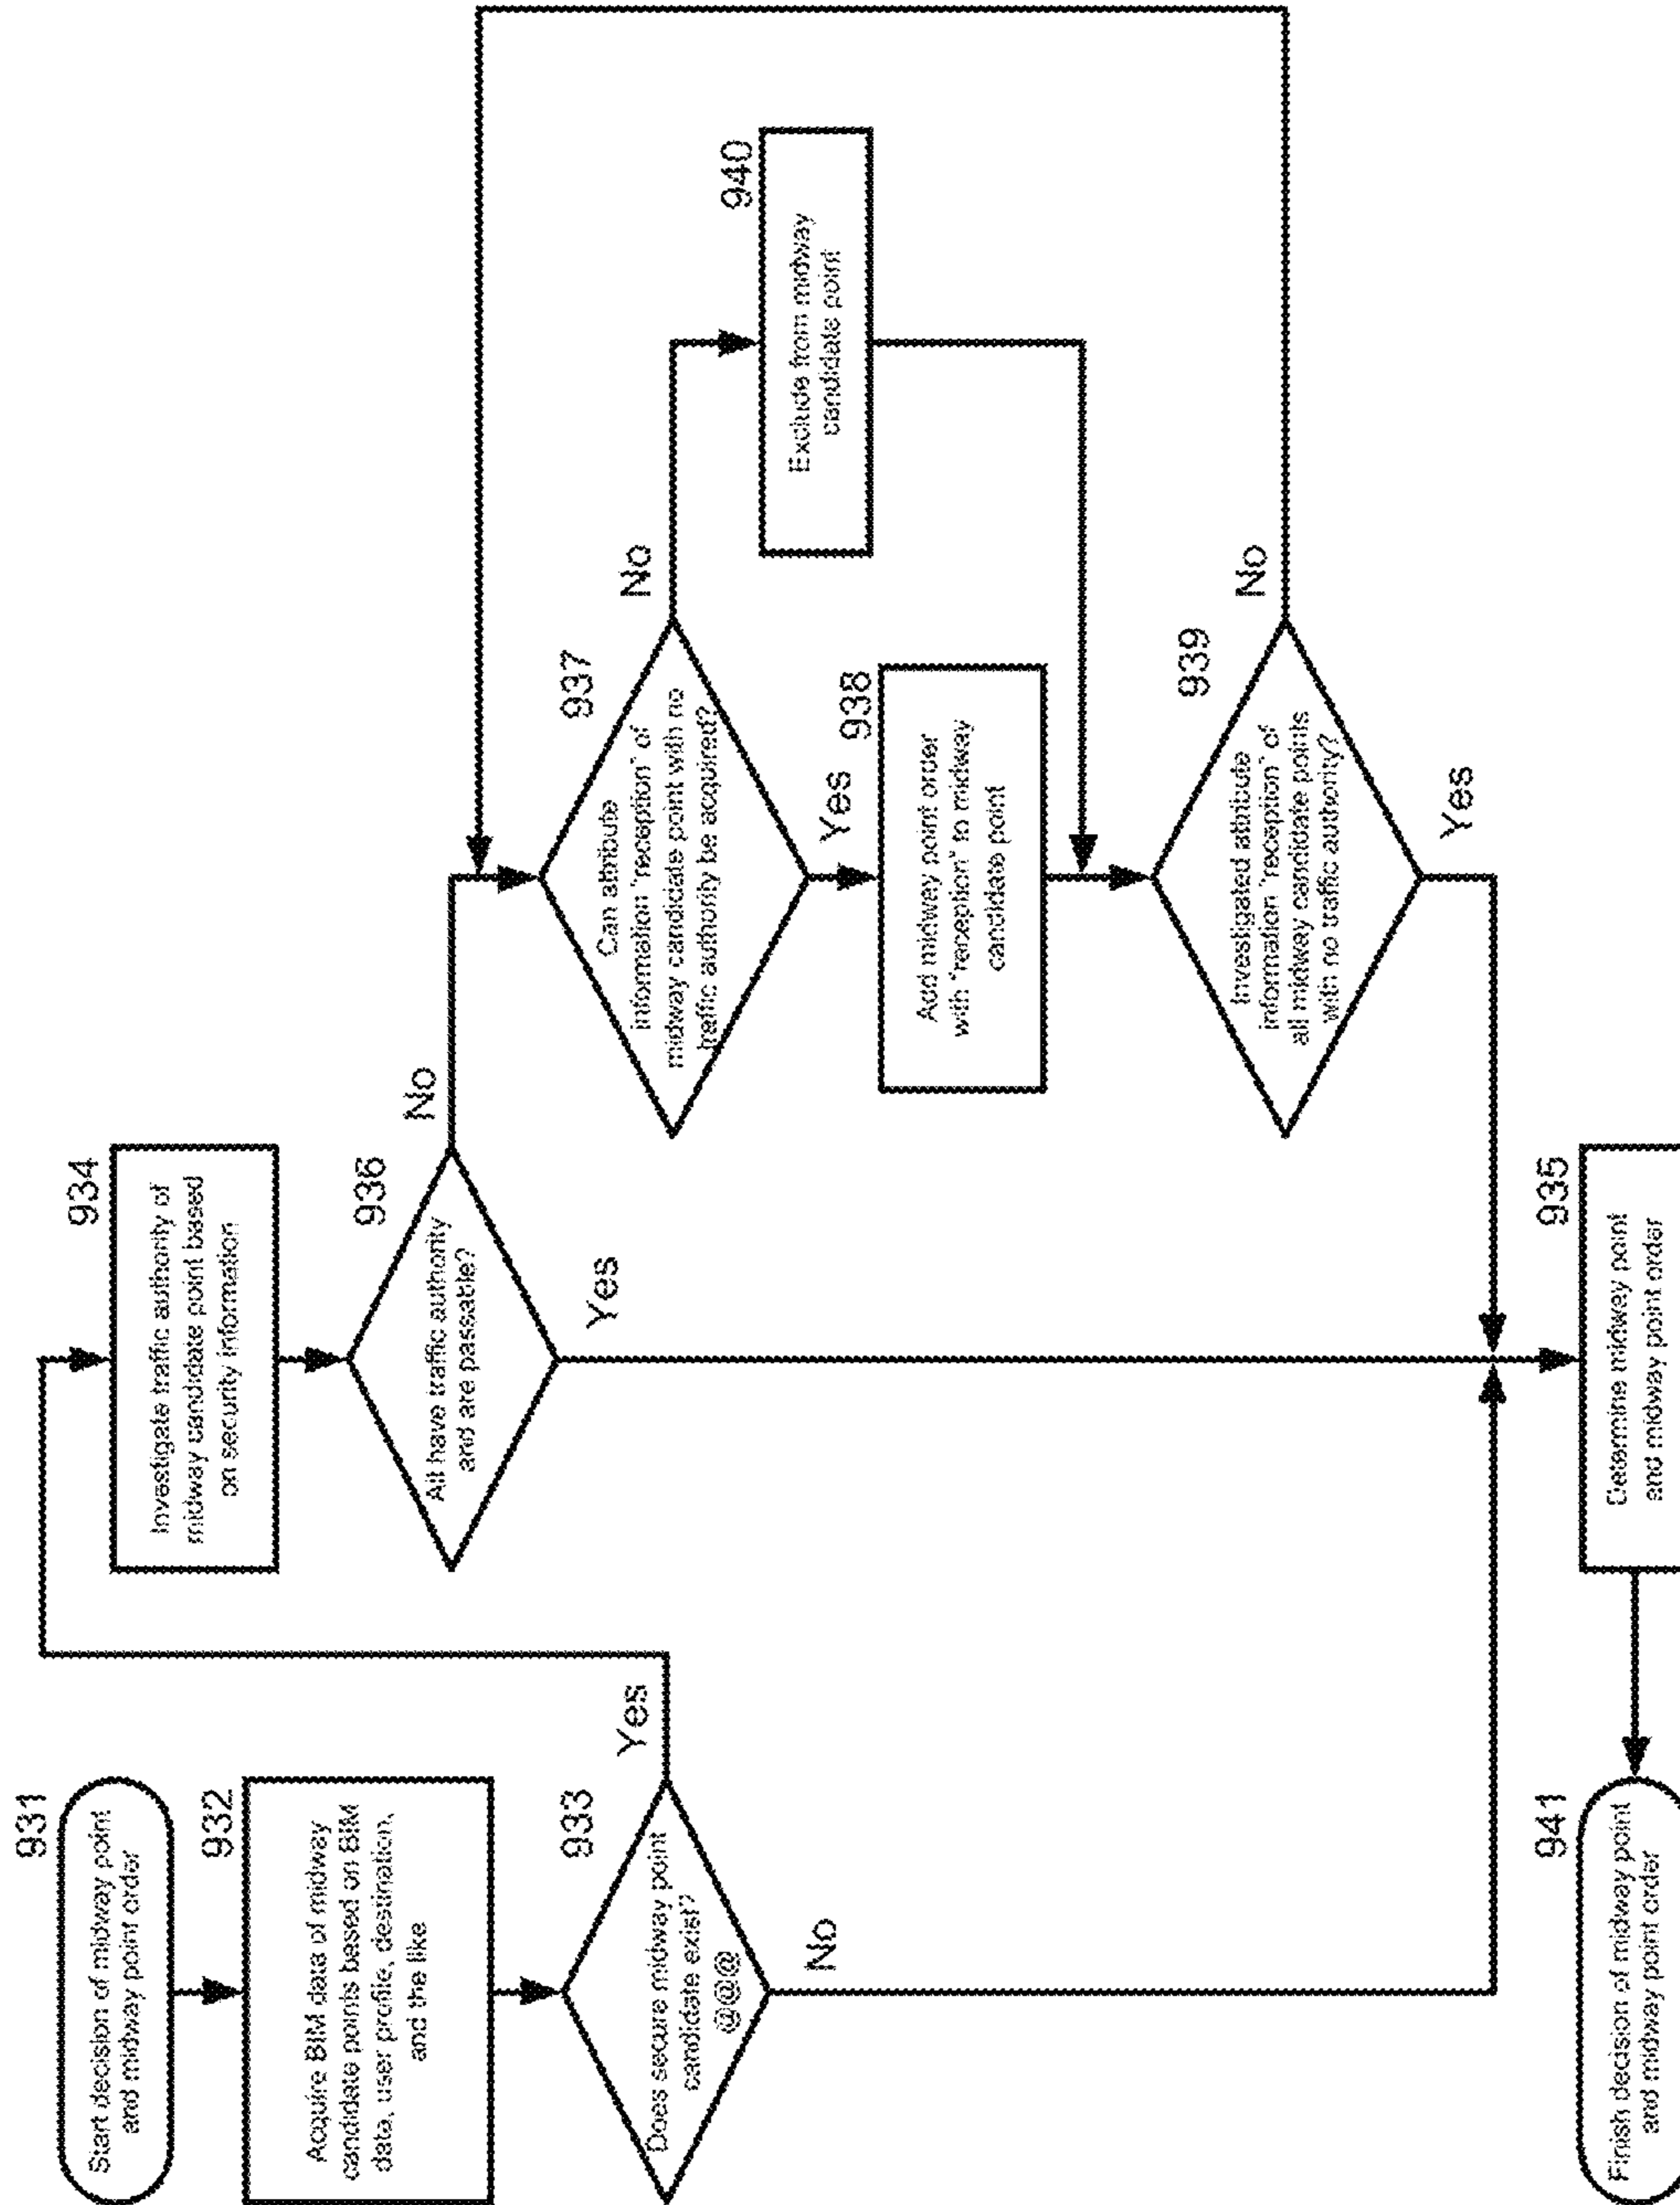 931
Start decision of midway point
and midway point order
932
Acquire BIM data of midway
candidate points based on BIM
data, user profile, destination,
and the like
933
Does secure midway point
candidate exist?
@@@
Yes
No
934
Investigate traffic authority of
midway candidate point based
on security information
936
All have traffic authority
and are passable?
No
Yes
937
Can attribute
information "reception" of
midway candidate point with no
traffic authority be acquired?
No
Yes
940
Exclude from midway
candidate point
938
Add midway point order
with "reception" to midway
candidate point
939
Investigated attribute
information "reception" of
all midway candidate points
with no traffic authority?
No
Yes
935
Determine midway point
and midway point order
941
Finish decision of midway point
and midway point order